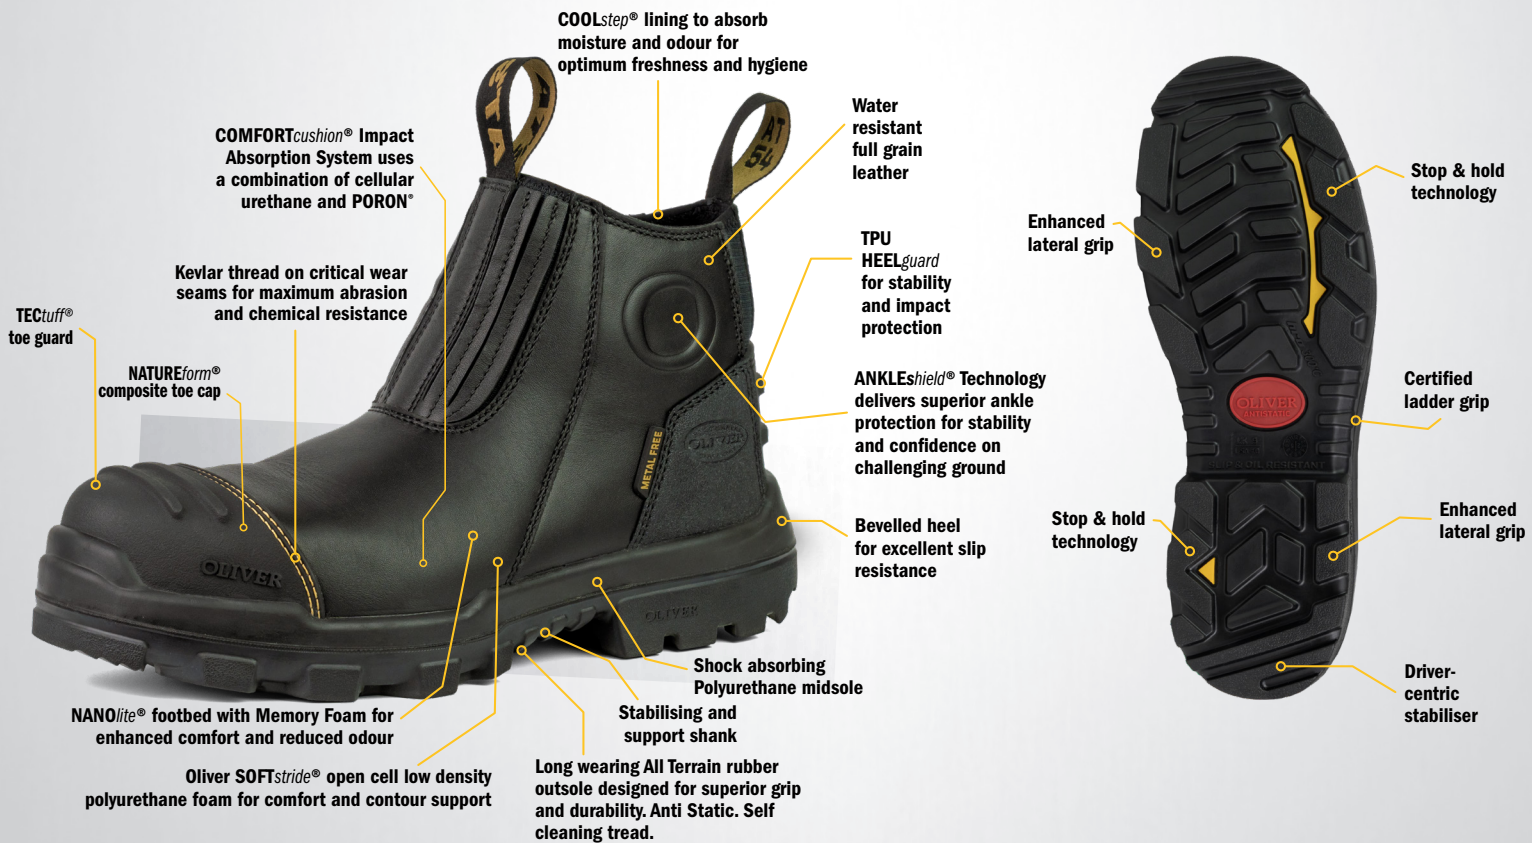 COOLstep® lining to absorb
moisture and odour for
optimum freshness and hygiene
COMFORTcushion® Impact
Absorption System uses
a combination of cellular
urethane and PORON®
Water
resistant
full grain
leather
Kevlar thread on critical wear
seams for maximum abrasion
and chemical resistance
TPU
HEELguard
for stability
and impact
protection
TECtuff®
toe guard
NATUREform®
composite toe cap
ANKLEshield® Technology
delivers superior ankle
protection for stability
and confidence on
challenging ground
Bevelled heel
for excellent slip
resistance
AT
54
METAL FREE
OLIVER
OLIVER
OLIVER
Shock absorbing
Polyurethane midsole
Stabilising and
support shank
NANOlite® footbed with Memory Foam for
enhanced comfort and reduced odour
Oliver SOFTstride® open cell low density
polyurethane foam for comfort and contour support
Long wearing All Terrain rubber
outsole designed for superior grip
and durability. Anti Static. Self
cleaning tread.
Stop & hold
technology
Enhanced
lateral grip
Certified
ladder grip
OLIVER
ANTISTATIC
OIL RESISTANT
Stop & hold
technology
Enhanced
lateral grip
Driver-
centric
stabiliser